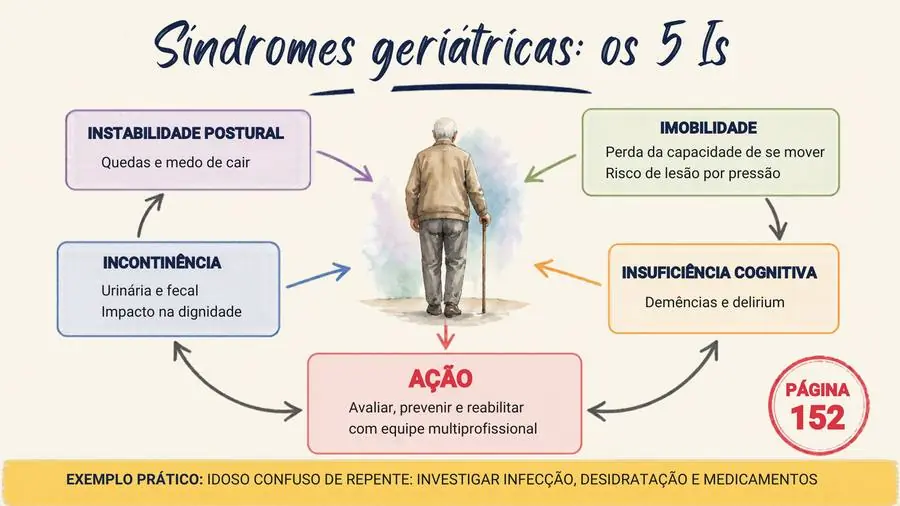 Síndromes geriátricas: os 5 Is
INSTABILIDADE POSTURAL
Quedas e medo de cair
IMOBILIDADE
Perda da capacidade de se mover
Risco de lesão por pressão
INCONTINÊNCIA
Urinária e fecal
Impacto na dignidade
INSUFICIÊNCIA COGNITIVA
Demências e delirium
AÇÃO
Avaliar, prevenir e reabilitar
com equipe multiprofissional
PÁGINA
152
EXEMPLO PRÁTICO: IDOSO CONFUSO DE REPENTE: INVESTIGAR INFECÇÃO, DESIDRATAÇÃO E MEDICAMENTOS